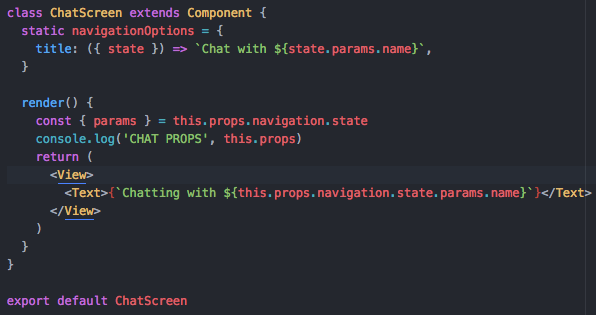 class ChatScreen extends Component {
  static navigationOptions = {
    title: ({ state }) => `Chat with ${state.params.name}`,
  }

  render() {
    const { params } = this.props.navigation.state
    console.log('CHAT PROPS', this.props)
    return (
      <View>
        <Text>{`Chatting with ${this.props.navigation.state.params.name}`}</Text>
      </View>
    )
  }
}

export default ChatScreen